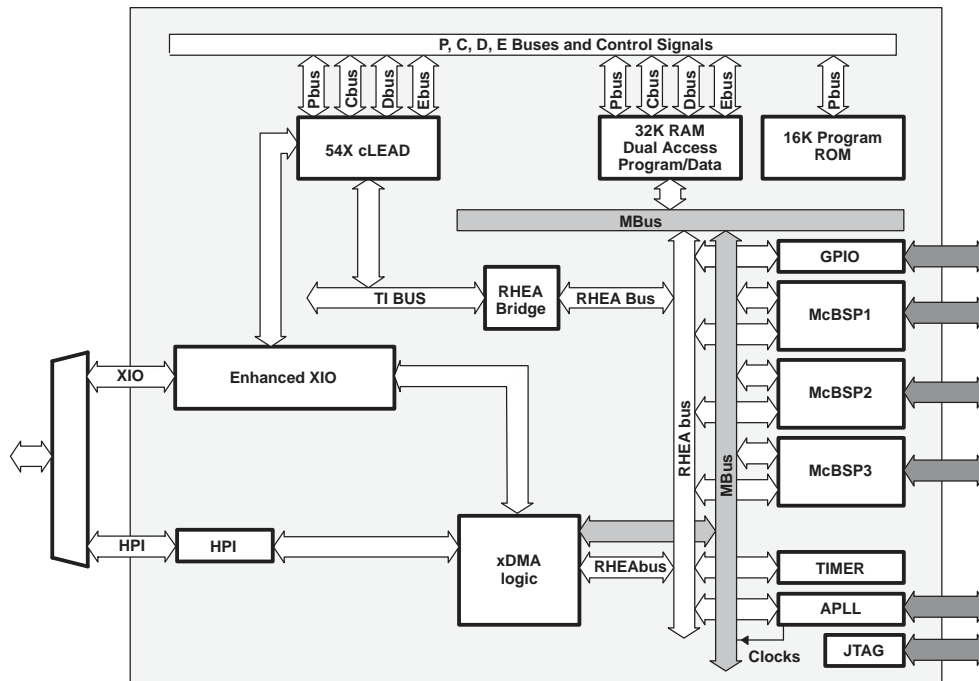 P, C, D, E Buses and Control Signals
Pbus
Cbus
Dbus
Ebus
Pbus
Cbus
Dbus
Ebus
Pbus
54X cLEAD
32K RAM
Dual Access
Program/Data
16K Program
ROM
MBus
GPIO
TI BUS
RHEA
Bridge
RHEA Bus
McBSP1
XIO
Enhanced XIO
McBSP2
RHEA bus
MBus
McBSP3
HPI
HPI
xDMA
logic
RHEAbus
TIMER
APLL
Clocks
JTAG